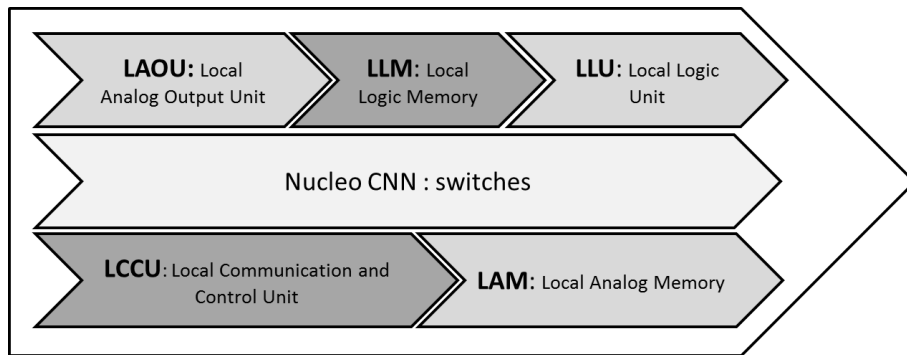 LAOU: Local
Analog Output Unit
LLM: Local
Logic Memory
LLU: Local Logic
Unit
Nucleo CNN : switches
LCCU: Local Communication and
Control Unit
LAM: Local Analog Memory